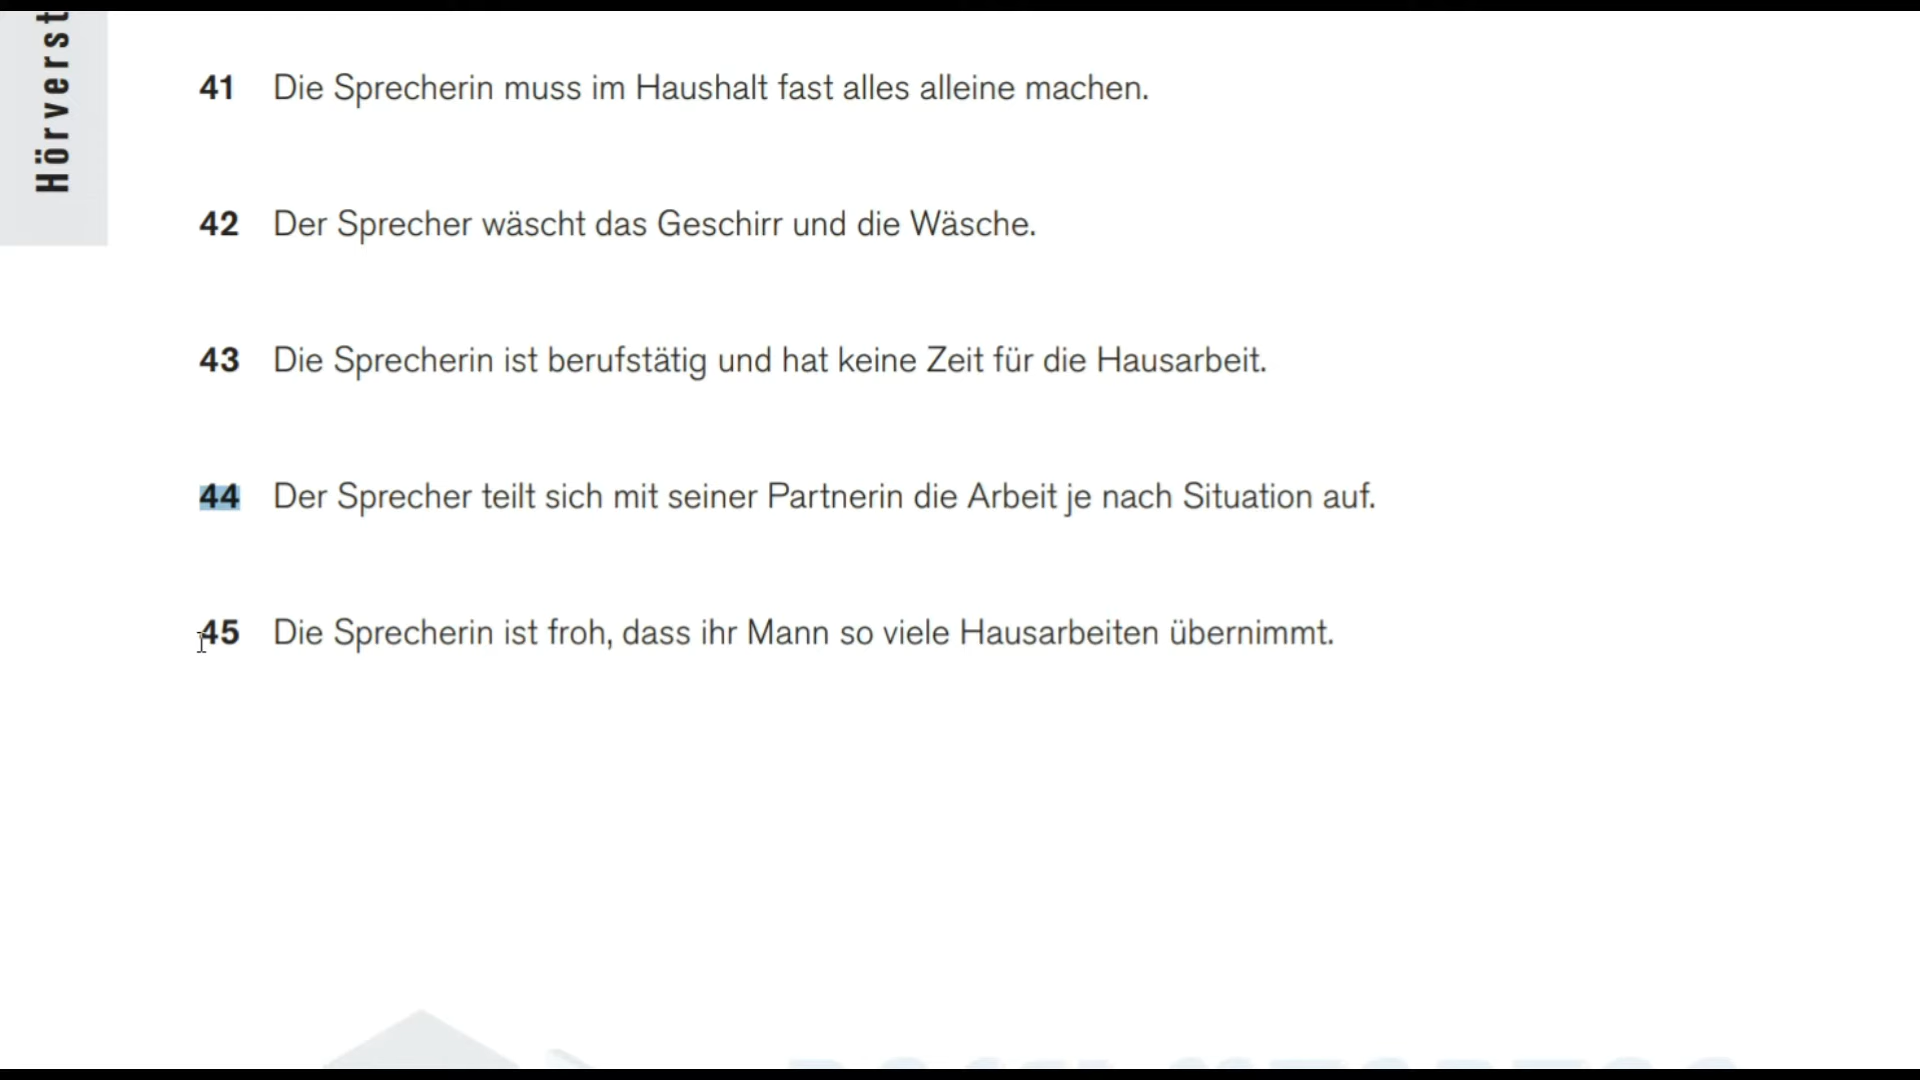 Hörverst
41 Die Sprecherin muss im Haushalt fast alles alleine machen.
42 Der Sprecher wäscht das Geschirr und die Wäsche.
43 Die Sprecherin ist berufstätig und hat keine Zeit für die Hausarbeit.
44 Der Sprecher teilt sich mit seiner Partnerin die Arbeit je nach Situation auf.
45 Die Sprecherin ist froh, dass ihr Mann so viele Hausarbeiten übernimmt.